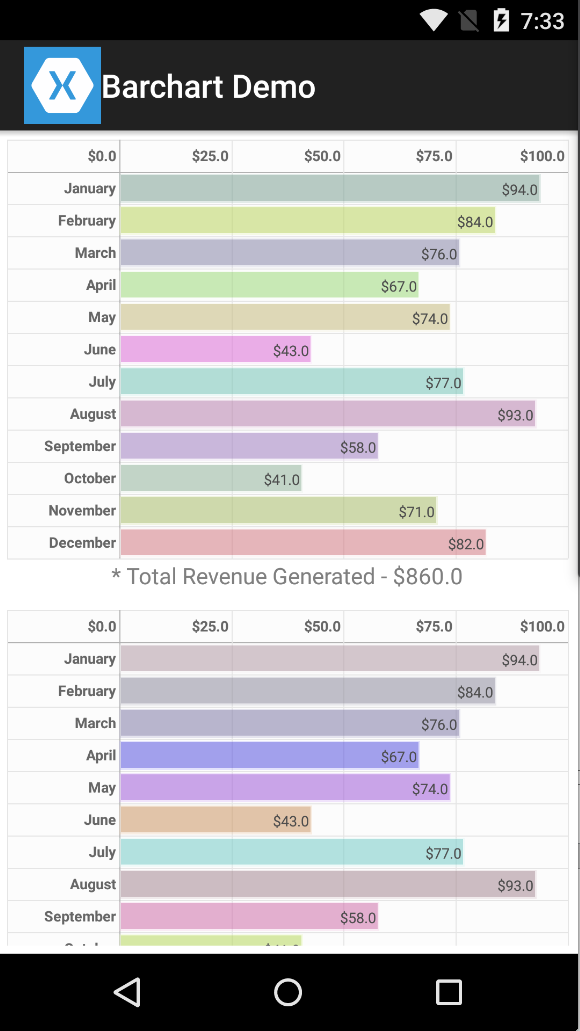 7:33
Barchart Demo
$0.0 $25.0 $50.0 $75.0 $100.0
January $94.0
February $84.0
March $76.0
April $67.0
May $74.0
June $43.0
July $77.0
August $93.0
September $58.0
October $41.0
November $71.0
December $82.0
* Total Revenue Generated - $860.0
$0.0 $25.0 $50.0 $75.0 $100.0
January $94.0
February $84.0
March $76.0
April $67.0
May $74.0
June $43.0
July $77.0
August $93.0
September $58.0